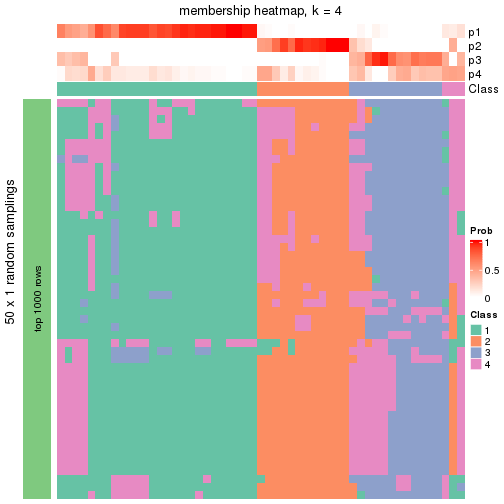 membership heatmap, k = 4
p1
p2
p3
p4
Class
50 x 1 random samplings
top 1000 rows
Prob
1
0.5
0
Class
1
2
3
4